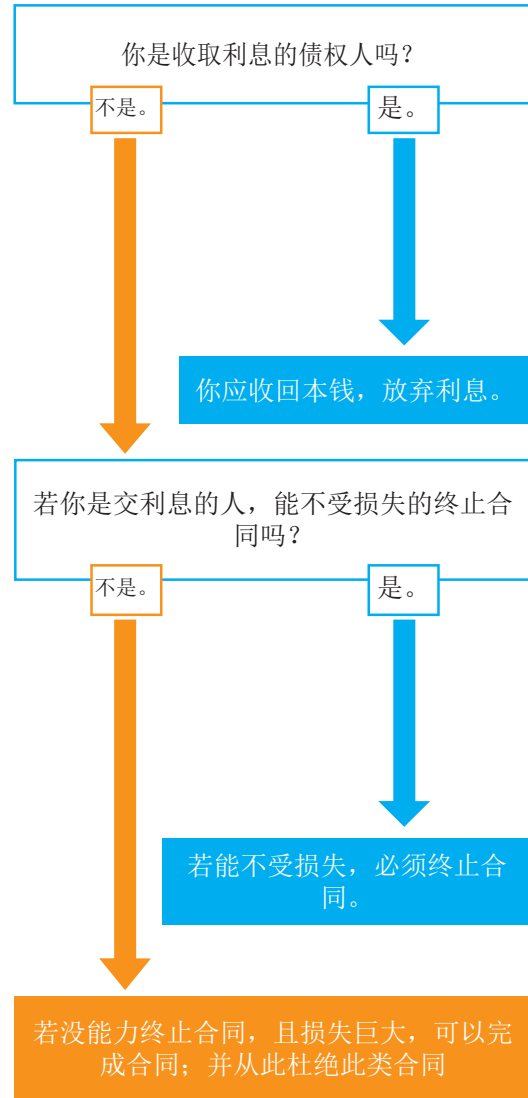 你是收取利息的债权人吗？
不是。
是。
你应收回本钱，放弃利息。
若你是交利息的人，能不受损失的终止合
同吗？
不是。
是。
若能不受损失，必须终止合
同。
若没能力终止合同，且损失巨大，可以完
成合同；并从此杜绝此类合同